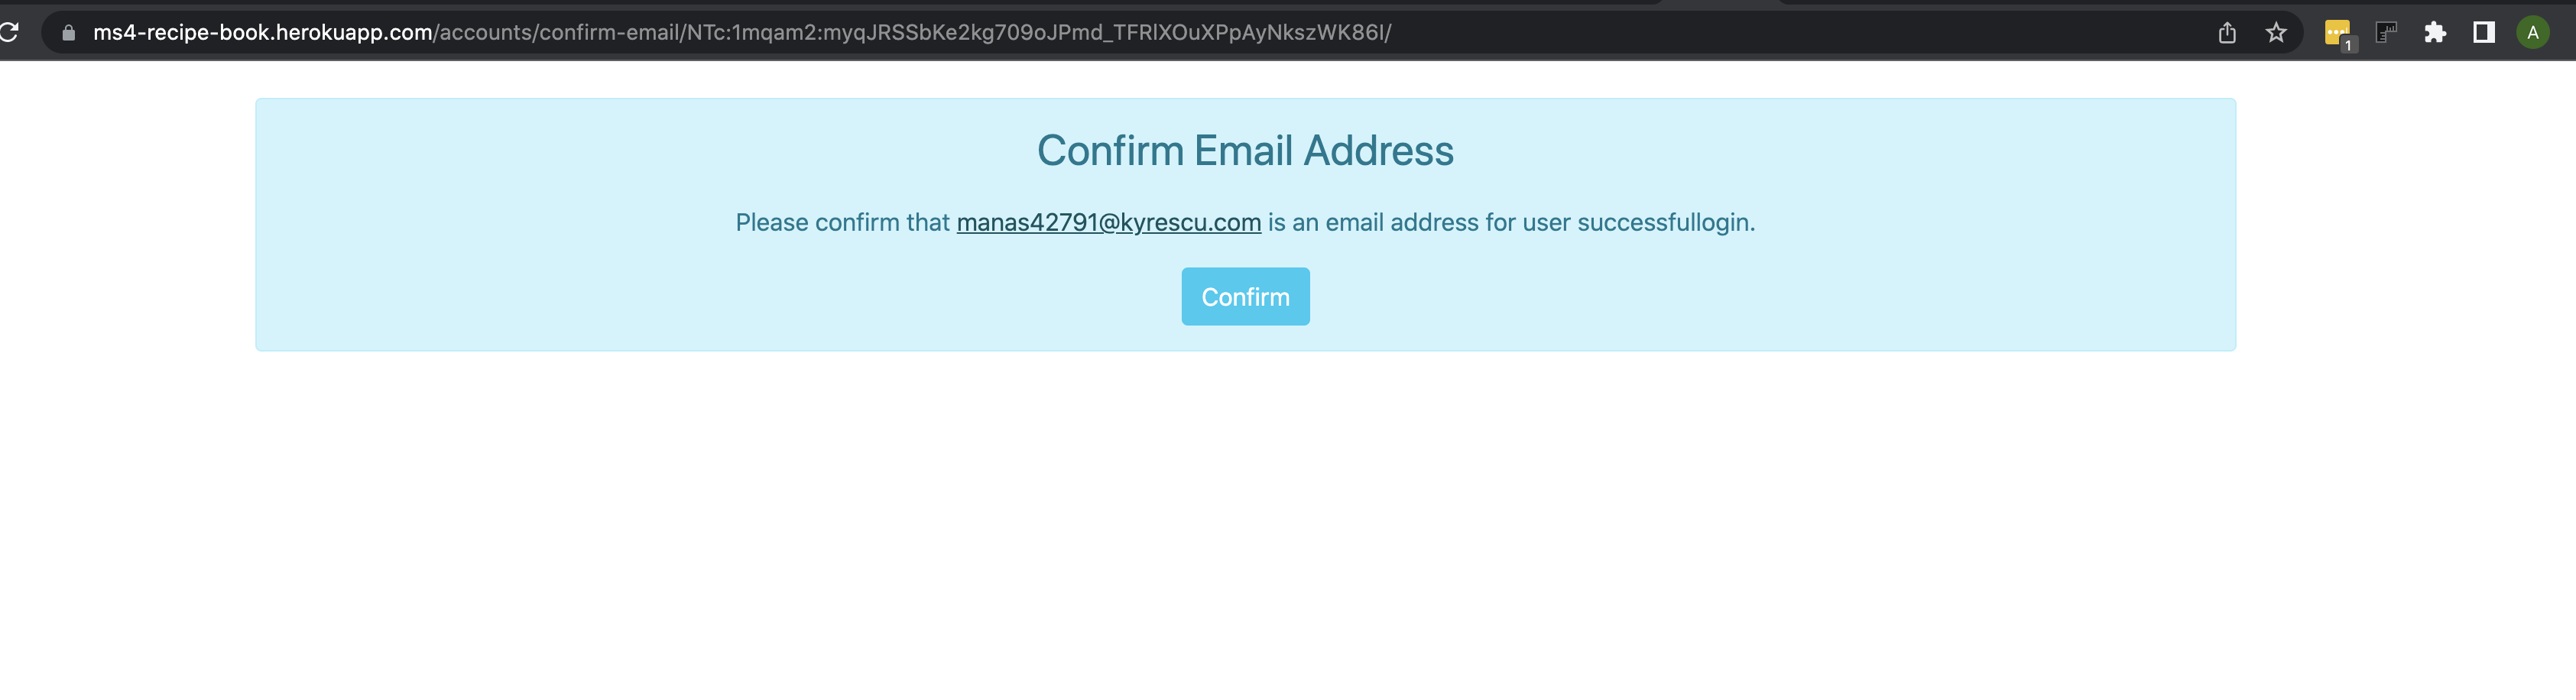 ms4-recipe-book.herokuapp.com/accounts/confirm-email/NTc:1mqam2:myqJRSSbKe2kg709oJPmd_TFRlXOuXPpAyNkszWK86I/
1
A
Confirm Email Address
Please confirm that manas42791@kyrescu.com is an email address for user successfullogin.
Confirm